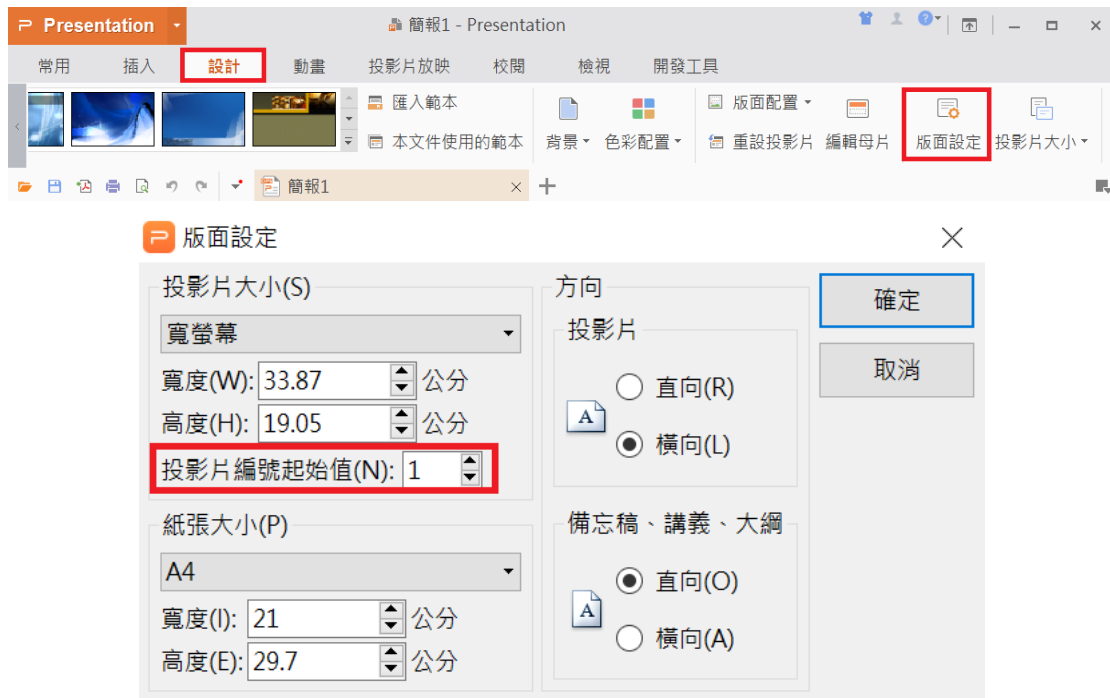 Presentation
簡報1 - Presentation
常用 插入 設計 動畫 投影片放映 校閱 檢視 開發工具
匯入範本
版面配置
本文件使用的範本 背景 色彩配置 重設投影片 編輯母片 版面設定 投影片大小
簡報1
版面設定
投影片大小(S)
寬螢幕
寬度(W): 33.87 公分
高度(H): 19.05 公分
投影片編號起始值(N): 1
紙張大小(P)
A4
寬度(I): 21 公分
高度(E): 29.7 公分
方向
投影片
A
直向(R)
橫向(L)
備忘稿、講義、大綱
A
直向(O)
橫向(A)
確定
取消